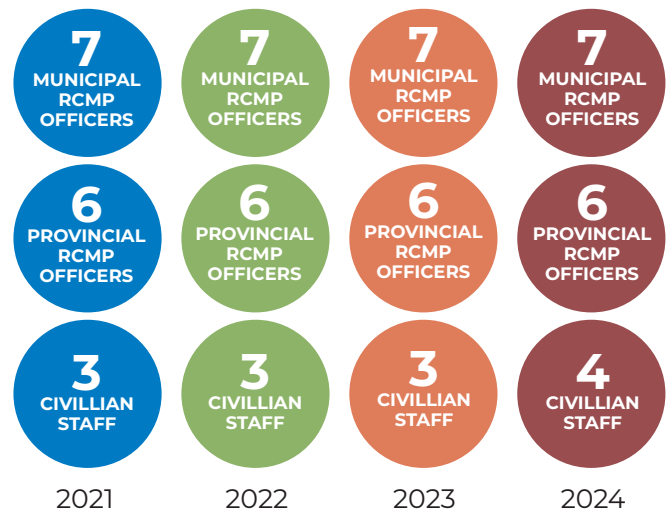 7
MUNICIPAL
RCMP
OFFICERS
7
MUNICIPAL
RCMP
OFFICERS
7
MUNICIPAL
RCMP
OFFICERS
7
MUNICIPAL
RCMP
OFFICERS
6
PROVINCIAL
RCMP
OFFICERS
6
PROVINCIAL
RCMP
OFFICERS
6
PROVINCIAL
RCMP
OFFICERS
6
PROVINCIAL
RCMP
OFFICERS
3
CIVILLIAN
STAFF
3
CIVILLIAN
STAFF
3
CIVILLIAN
STAFF
4
CIVILLIAN
STAFF
2021 2022 2023 2024